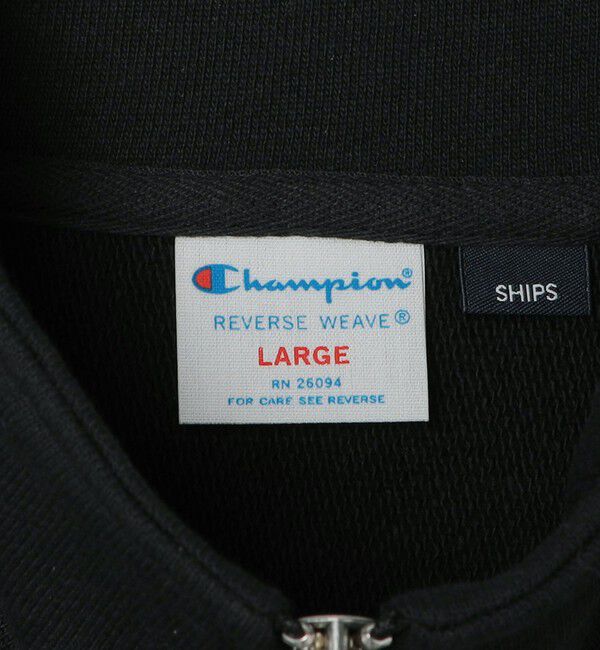 Champion®
REVERSE WEAVE®
LARGE
RN 26094
FOR CARE SEE REVERSE
SHIPS